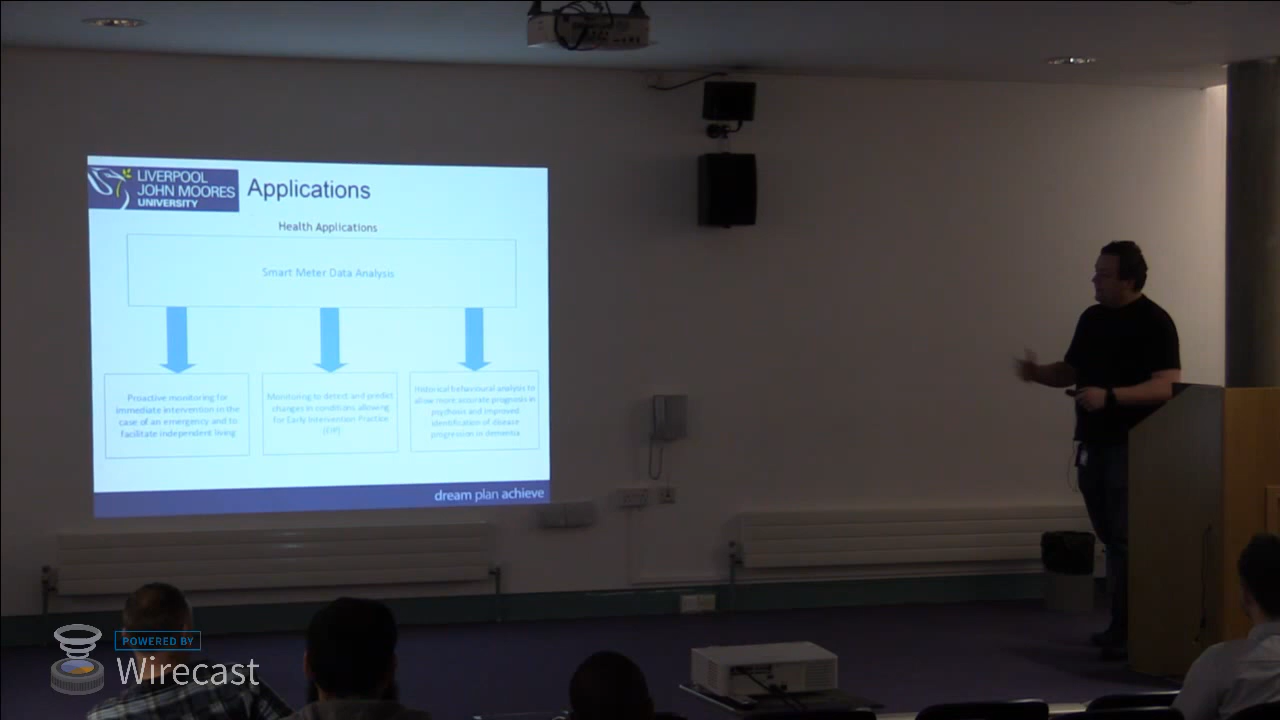 LIVERPOOL
JOHN MOORES
UNIVERSITY
Applications
Health Applications
Smart Meter Data Analysis
Proactive monitoring for
immediate intervention in the
case of an emergency and to
facilitate independent living
Monitoring to detect and predict
changes in conditions allowing
for Early Intervention Practice
(EIP)
Historical behavioural analysis to
allow more accurate prognosis in
psychosis and improved
identification of disease
progression in dementia
dream plan achieve
POWERED BY
Wirecast